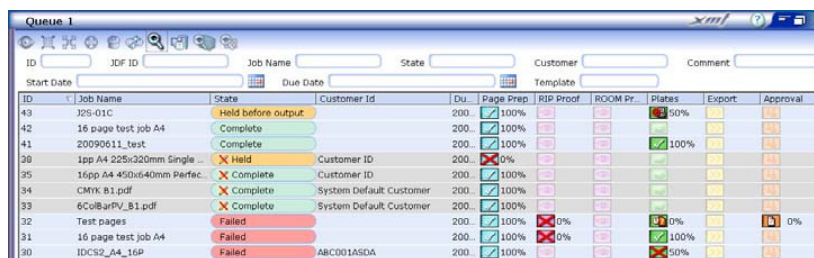 Queue 1
xmf
ID JDF ID Job Name State Customer Comment
Start Date Due Date Template
ID Job Name State Customer Id Du... Page Prep RIP Proof ROOM Pr... Plates Export Approval
43 J2S-01C Held before output 200... 100% 50%
42 16 page test job A4 Complete 200... 100%
41 20090611_test Complete 200... 100% 100%
38 1pp A4 225x320mm Single ... Held Customer ID 200... 0%
35 16pp A4 450x640mm Perfec... Complete Customer ID 200... 100%
34 CMYK B1.pdf Complete System Default Customer 200... 100%
33 6ColBarPV_B1.pdf Complete System Default Customer 200... 100%
32 Test pages Failed 200... 100% 0% 0% 0%
31 16 page test job A4 Failed 200... 100% 0% 100%
30 IDCS2_A4_16P Failed ABC001ASDA 200... 100% 50%